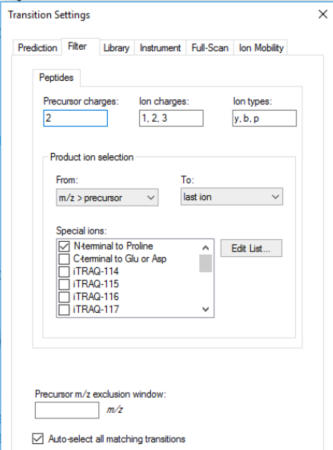 Transition Settings
Prediction Filter Library Instrument Full-Scan Ion Mobility
Peptides
Precursor charges: Ion charges: Ion types:
2 1, 2, 3 y, b, p
Product ion selection
From: To:
m/z > precursor last ion
Special ions:
N-terminal to Proline Edit List...
C-terminal to Glu or Asp
iTRAQ-114
iTRAQ-115
iTRAQ-116
iTRAQ-117
Precursor m/z exclusion window:
m/z
Auto-select all matching transitions